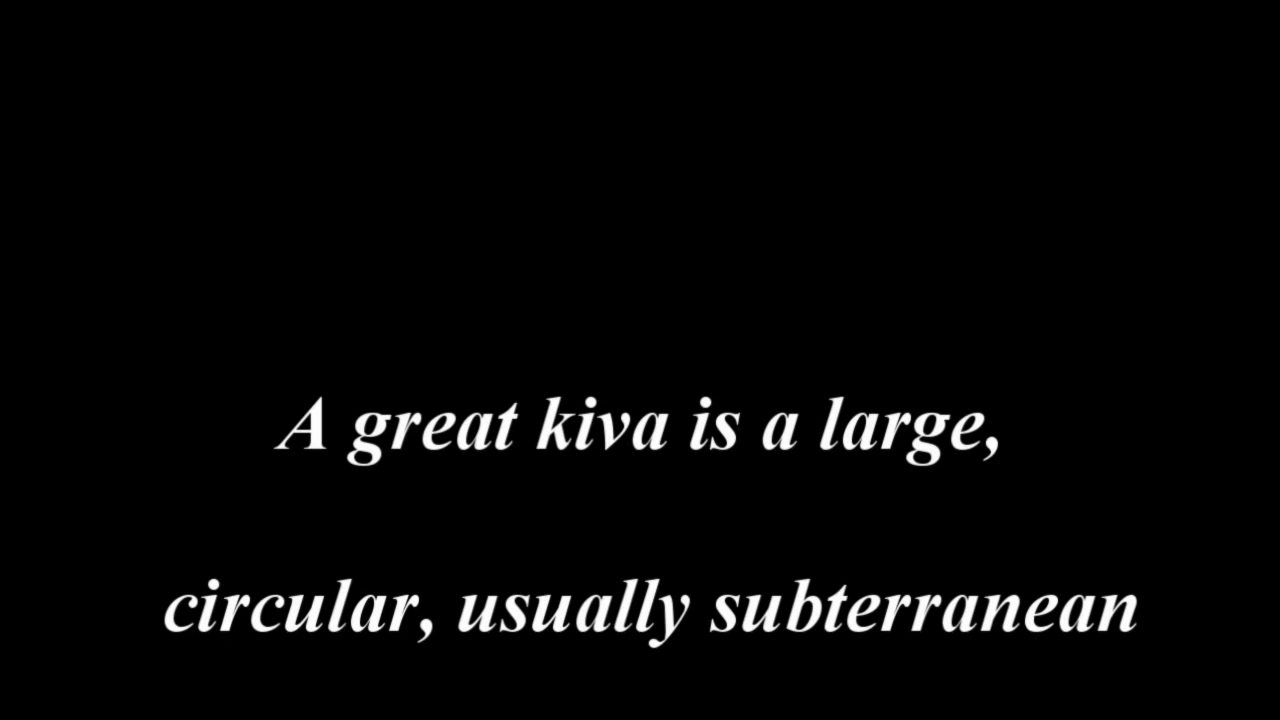 A great kiva is a large,
circular, usually subterranean